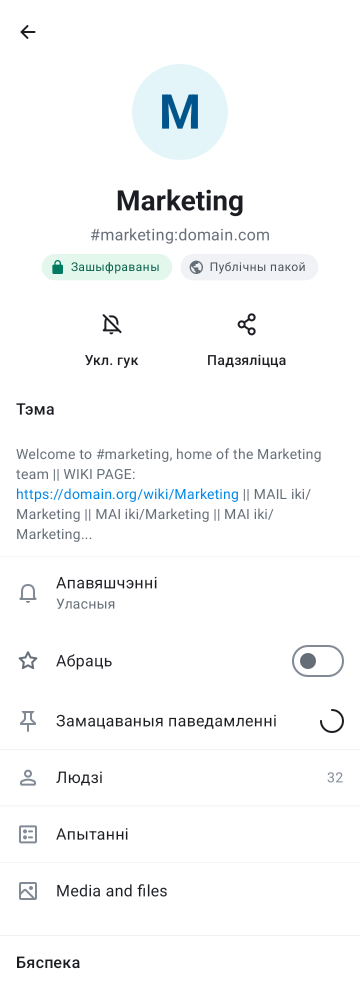 M
Marketing
#marketing:domain.com
Зашыфраваны
Публічны пакой
Укл. гук
Падзяліцца
Тэма
Welcome to #marketing, home of the Marketing
team || WIKI PAGE:
https://domain.org/wiki/Marketing || MAIL iki/
Marketing || MAI iki/Marketing || MAI iki/
Marketing...
Апавяшчэнні
Уласныя
Абраць
Замацаваныя паведамленні
Людзі
32
Апытанні
Media and files
Бяспека